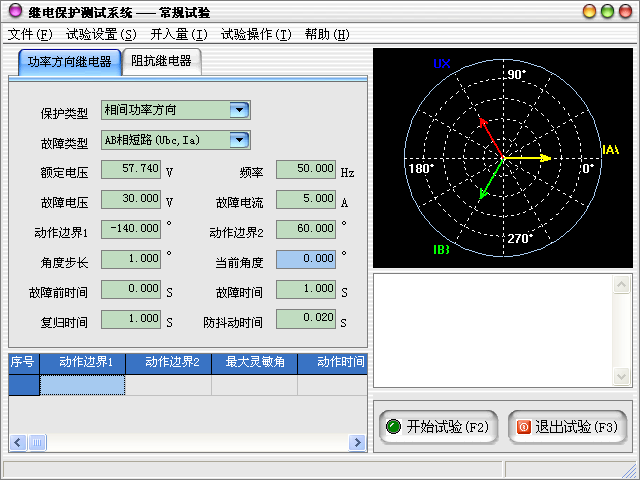 继电保护测试系统 —— 常规试验
文件(F) 试验设置(S) 开入量(I) 试验操作(T) 帮助(H)
功率方向继电器 阻抗继电器
保护类型 相间功率方向
故障类型 AB相短路(Ubc,Ia)
额定电压 57.740 V 频率 50.000 Hz
故障电压 30.000 V 故障电流 5.000 A
动作边界1 -140.000 ° 动作边界2 60.000 °
角度步长 1.000 ° 当前角度 0.000 °
故障前时间 0.000 S 故障时间 1.000 S
复归时间 1.000 S 防抖动时间 0.020 S
序号 动作边界1 动作边界2 最大灵敏角 动作时间
90°
180°
0°
270°
开始试验(F2) 退出试验(F3)